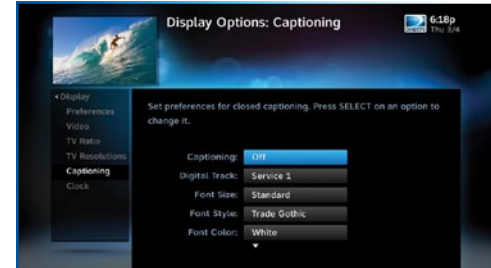 Display Options: Captioning
DIRECTV
6:18p
Thu 3/4
Display
Preferences
Video
TV Ratio
TV Resolutions
Captioning
Clock
Set preferences for closed captioning. Press SELECT on an option to
change it.
Captioning: Off
Digital Track: Service 1
Font Size: Standard
Font Style: Trade Gothic
Font Color: White